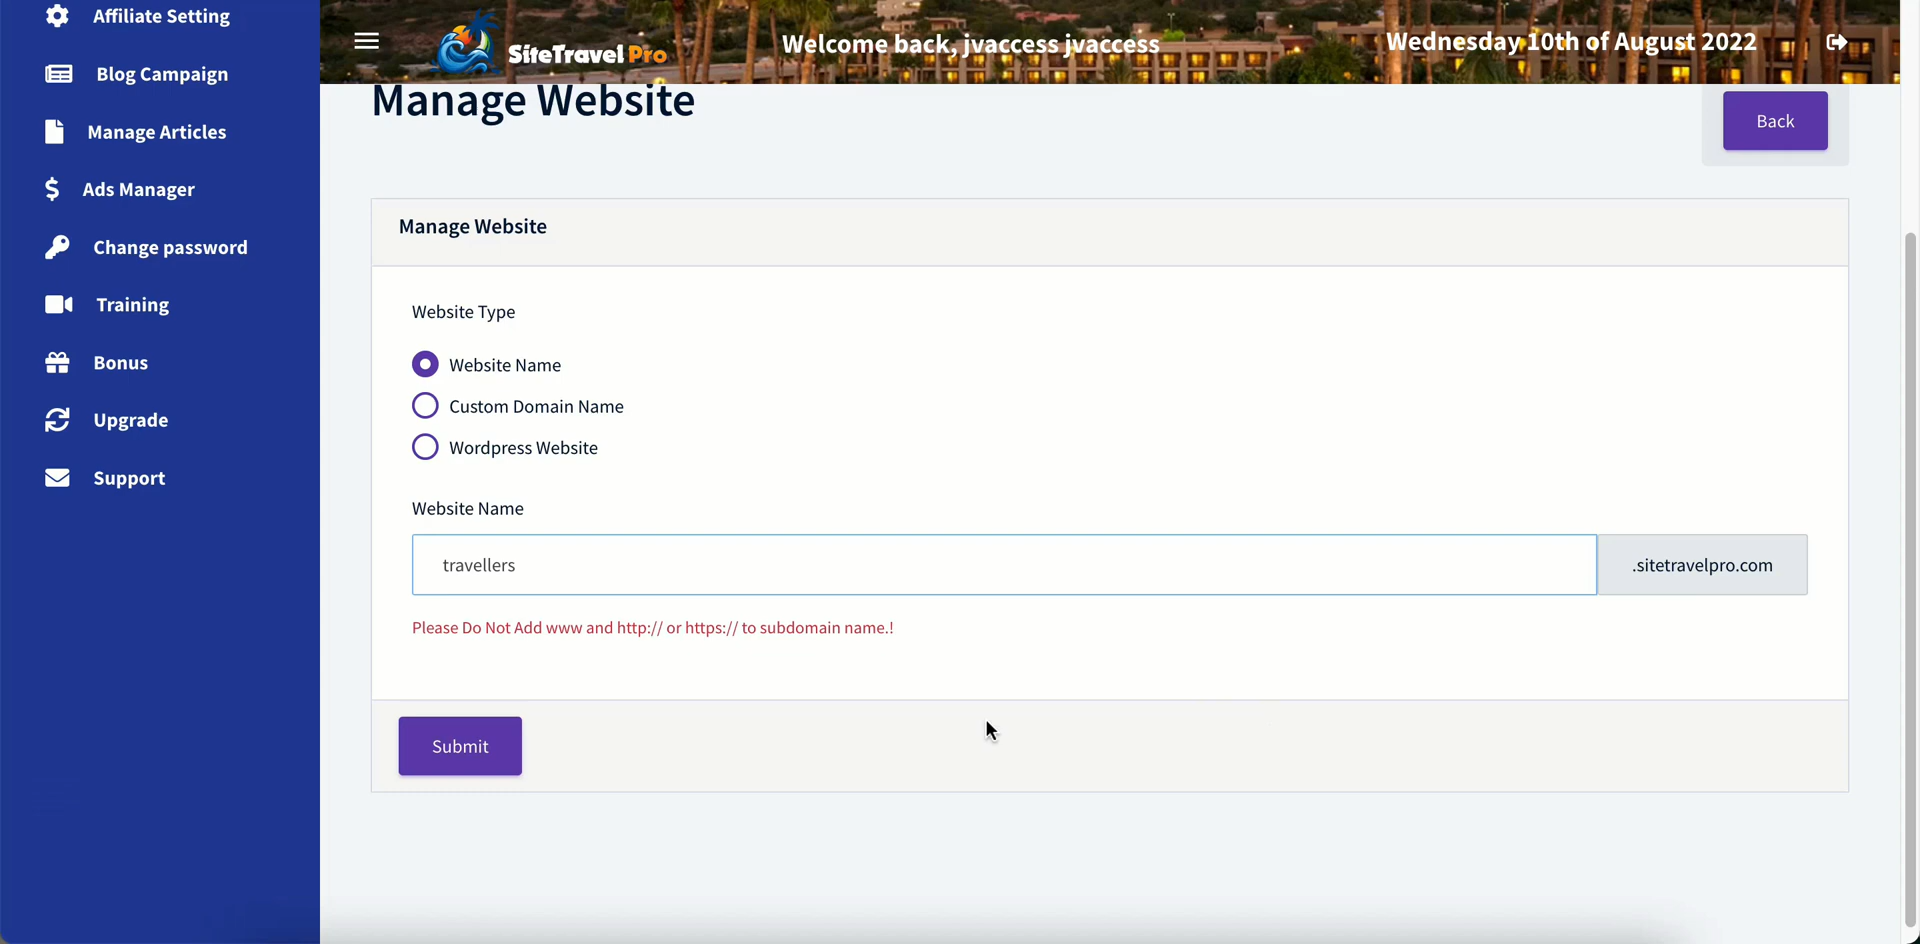 Affiliate Setting
Blog Campaign
Manage Articles
Ads Manager
Change password
Training
Bonus
Upgrade
Support
SiteTravel Pro
Welcome back, jvaccess jvaccess
Wednesday 10th of August 2022
Manage Website
Back
Manage Website
Website Type
Website Name
Custom Domain Name
Wordpress Website
Website Name
travellers
.sitetravelpro.com
Please Do Not Add www and http:// or https:// to subdomain name.!
Submit